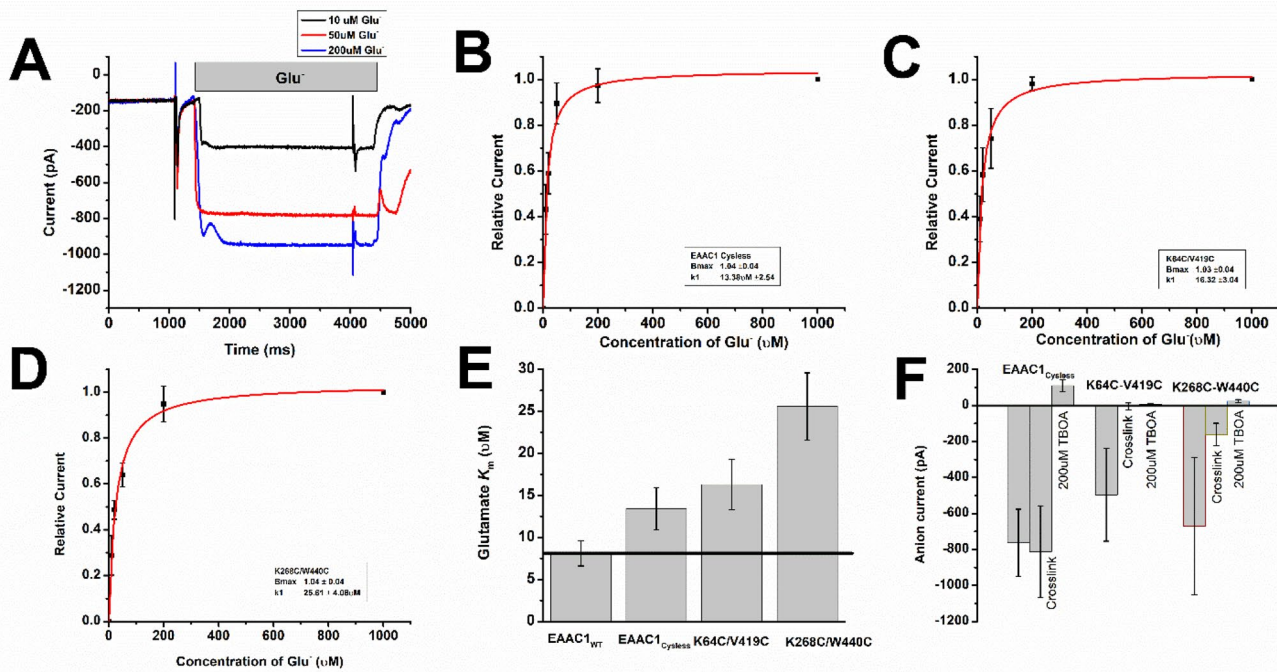 A
10 uM Glu⁻
50uM Glu⁻
200uM Glu⁻
Glu⁻
0
-200
-400
-600
-800
-1000
-1200
Current (pA)
0 1000 2000 3000 4000 5000
Time (ms)
B
1.0
0.8
0.6
0.4
0.2
0.0
Relative Current
EAAC1 Cysless
Bmax 1.04 ±0.04
k1 13.38υM ±2.54
0 200 400 600 800 1000
Concentration of Glu⁻ (υM)
C
1.0
0.8
0.6
0.4
0.2
0.0
Relative Current
K64C/V419C
Bmax 1.03 ±0.04
k1 16.32 ±3.04
0 200 400 600 800 1000
Concentration of Glu⁻(υM)
D
1.0
0.8
0.6
0.4
0.2
0.0
Relative Current
K268C/W440C
Bmax 1.04 ± 0.04
k1 25.61 ± 4.08υM
0 200 400 600 800 1000
Concentration of Glu⁻ (υM)
E
30
25
20
15
10
5
0
Glutamate Kₘ (υM)
EAAC1WT EAAC1Cysless K64C/V419C K268C/W440C
F
200
0
-200
-400
-600
-800
-1000
-1200
Anion current (pA)
EAAC1Cysless
K64C-V419C
K268C-W440C
Crosslink
200uM TBOA
Crosslink
200uM TBOA
Crosslink
200uM TBOA